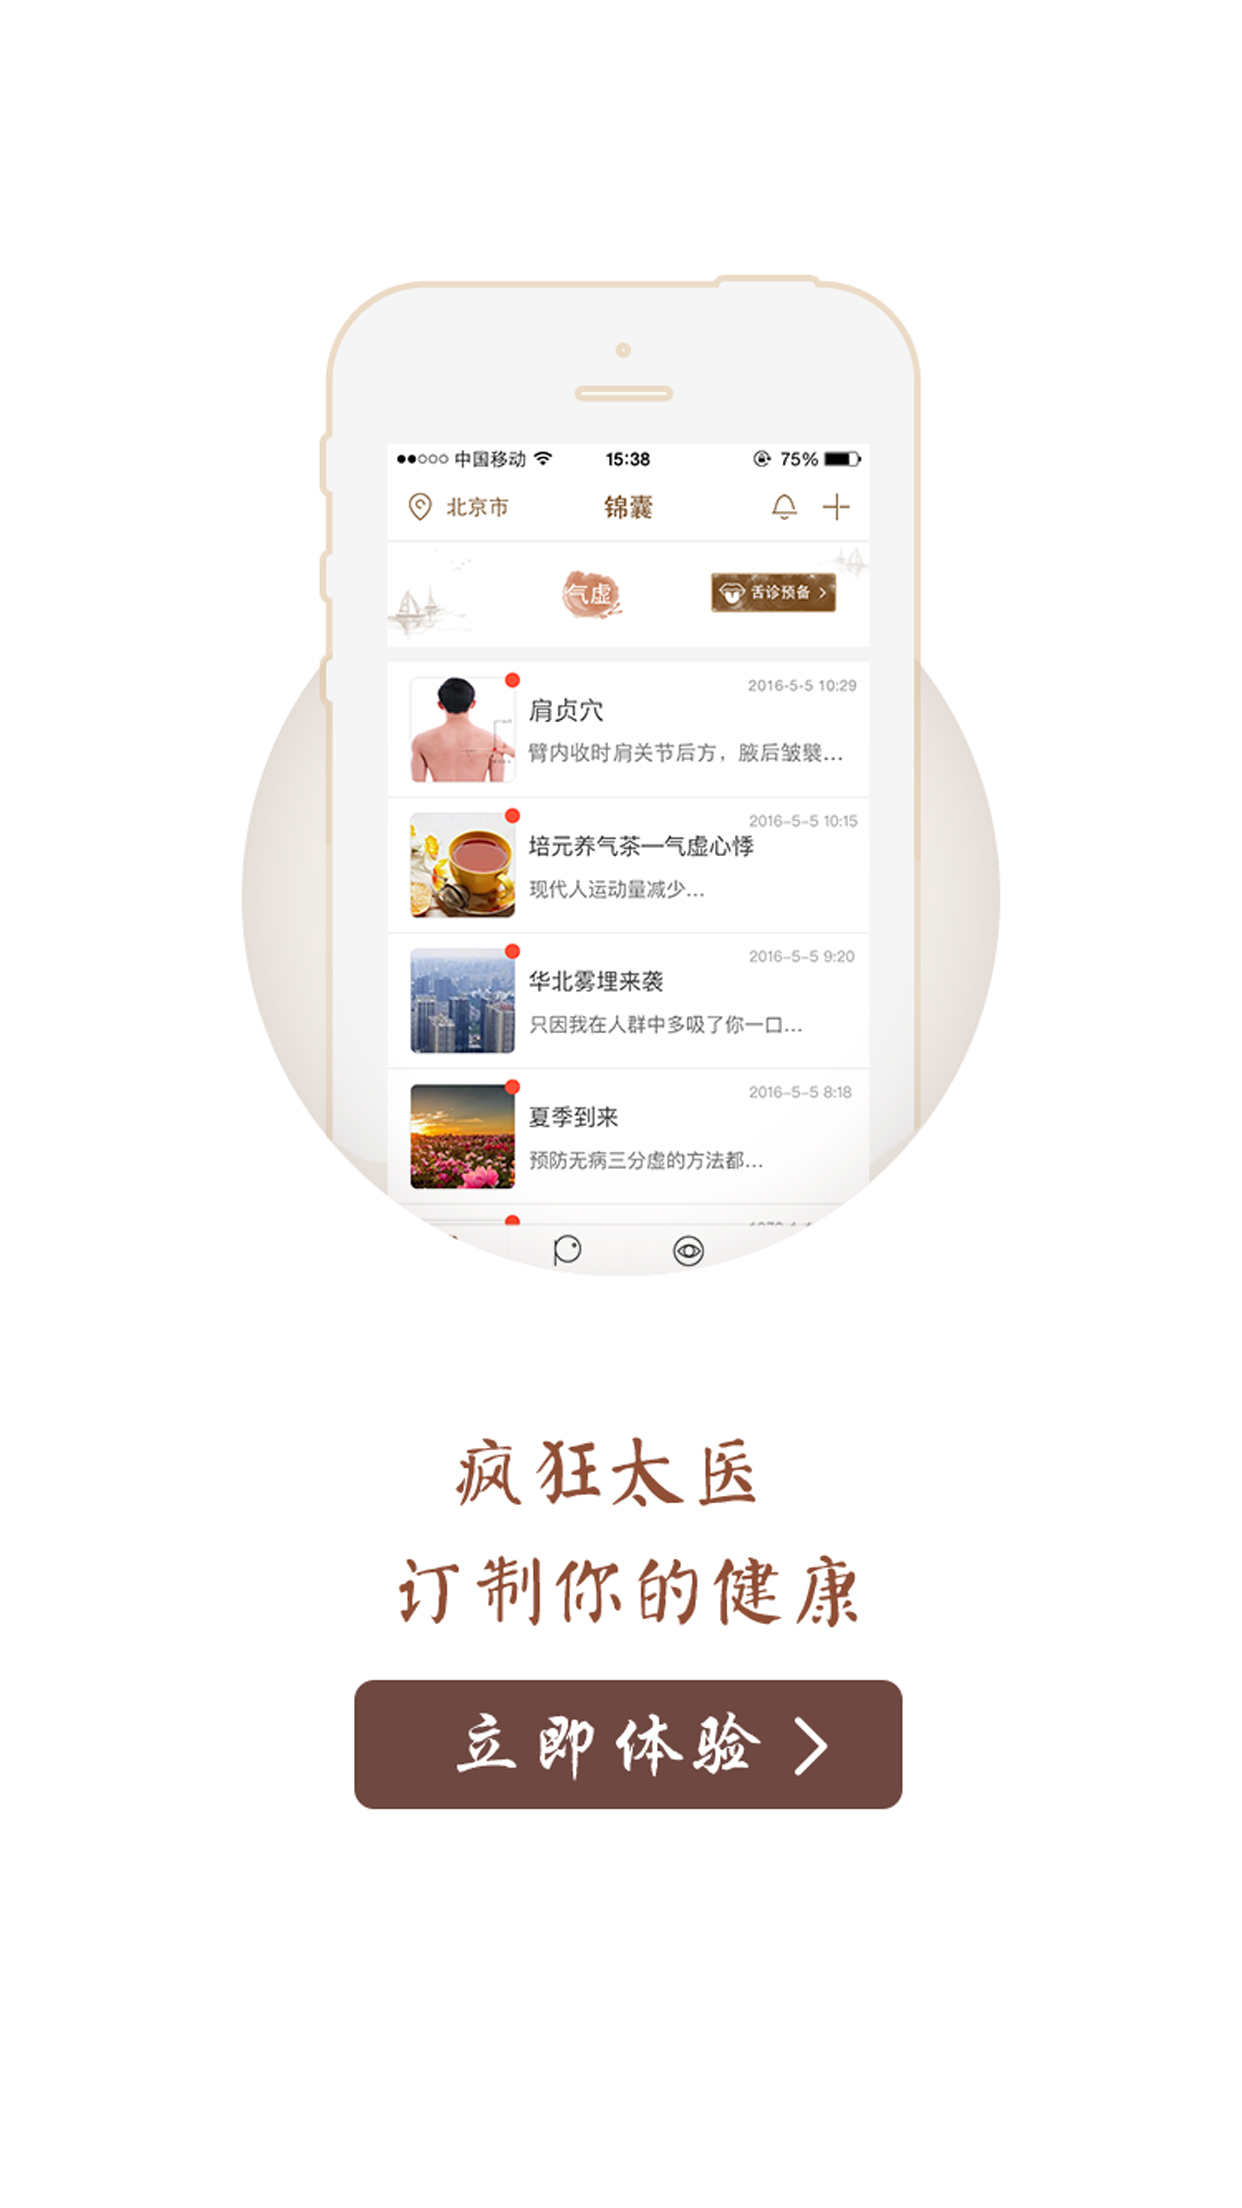 中国移动 15:38 75%
北京市 锦囊
气虚 舌诊预备
2016-5-5 10:29
肩贞穴
臂内收时肩关节后方，腋后皱襞...
2016-5-5 10:15
培元养气茶一气虚心悸
现代人运动量减少...
2016-5-5 9:20
华北雾埋来袭
只因我在人群中多吸了你一口...
2016-5-5 8:18
夏季到来
预防无病三分虚的方法都...
疯狂太医
订制你的健康
立即体验